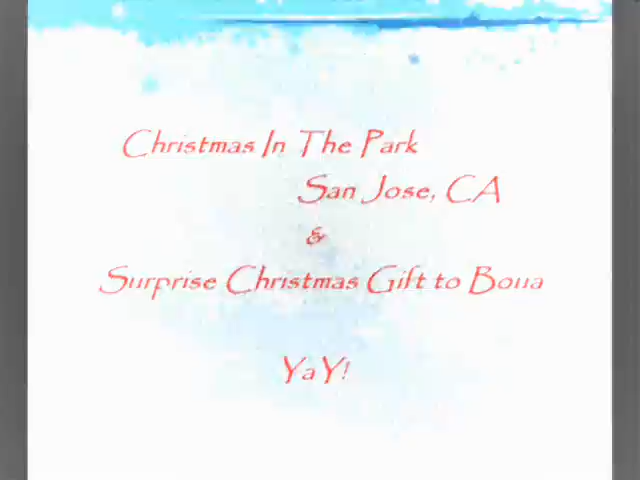 Christmas In The Park
San Jose, CA
&
Surprise Christmas Gift to Boua
YaY!